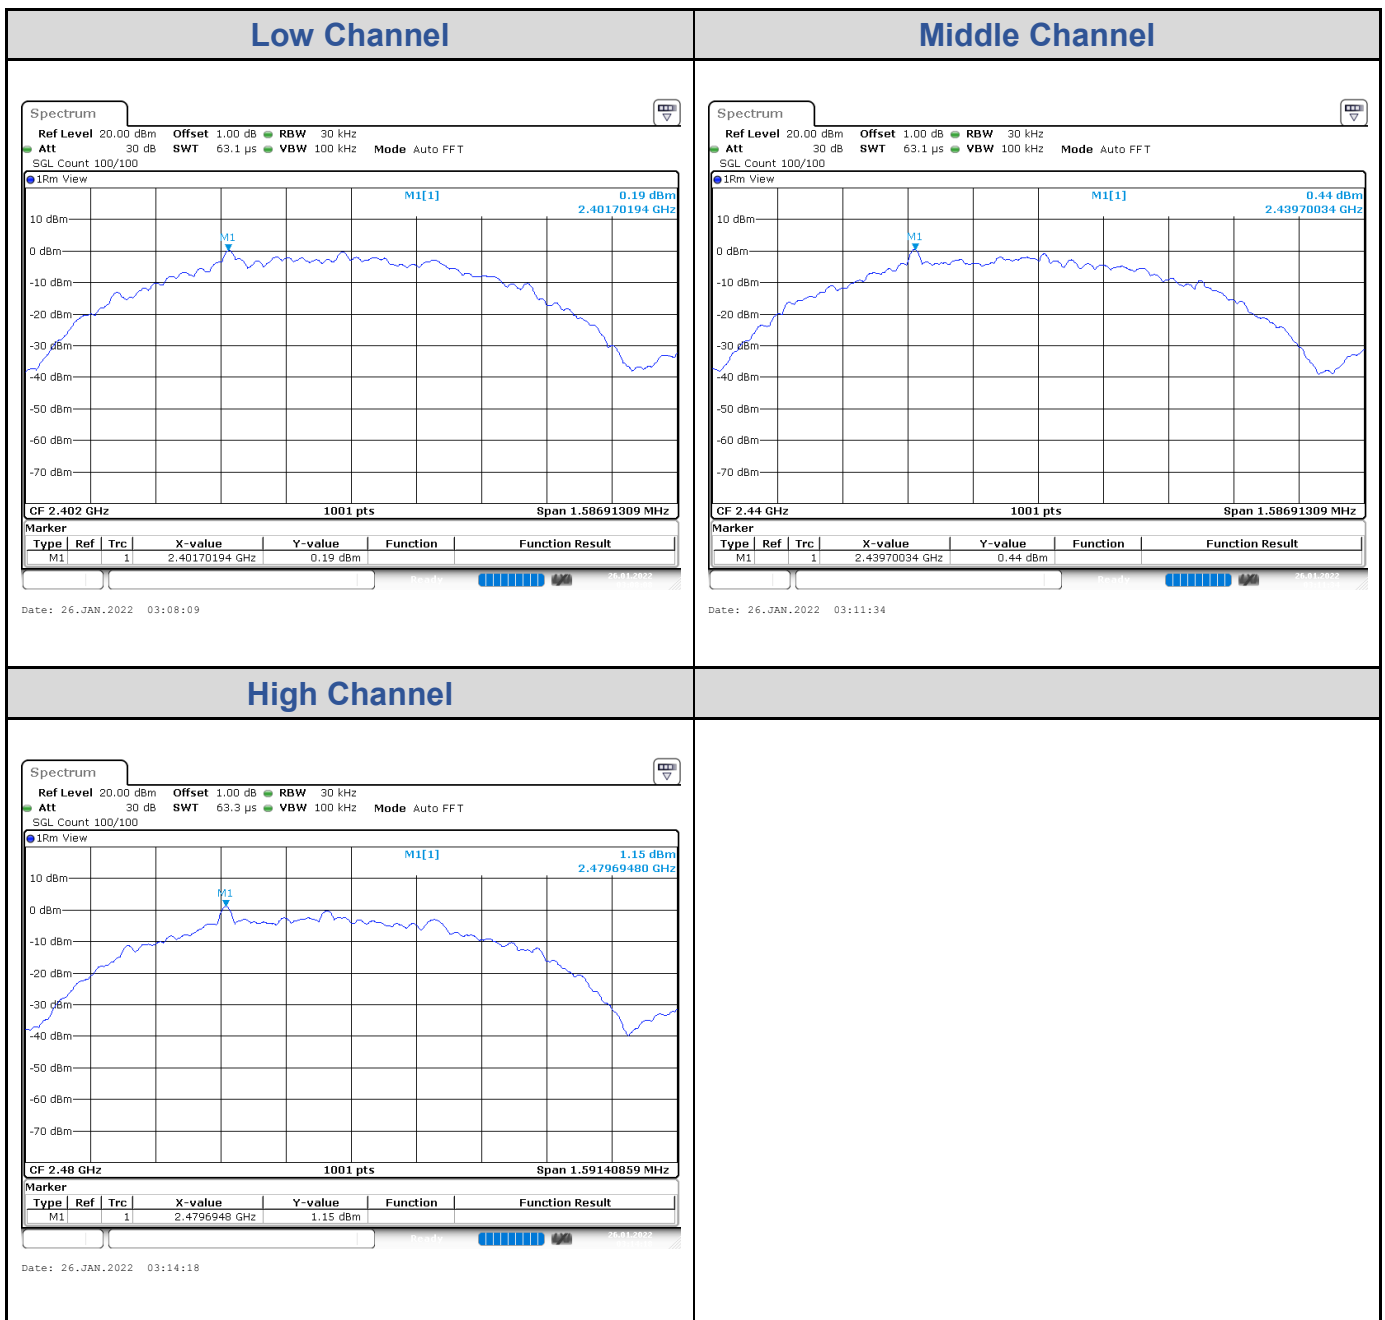 Low Channel
Middle Channel
Spectrum
Ref Level 20.00 dBm Offset 1.00 dB RBW 30 kHz
Att 30 dB SWT 63.1 µs VBW 100 kHz Mode Auto FFT
SGL Count 100/100
1Rm View
M1[1] 0.19 dBm
2.40170194 GHz
10 dBm
M1
0 dBm
-10 dBm
-20 dBm
-30 dBm
-40 dBm
-50 dBm
-60 dBm
-70 dBm
CF 2.402 GHz 1001 pts Span 1.58691309 MHz
Marker
Type Ref Trc X-value Y-value Function Function Result
M1 1 2.40170194 GHz 0.19 dBm
Ready 26.01.2022
Date: 26.JAN.2022 03:08:09
Spectrum
Ref Level 20.00 dBm Offset 1.00 dB RBW 30 kHz
Att 30 dB SWT 63.1 µs VBW 100 kHz Mode Auto FFT
SGL Count 100/100
1Rm View
M1[1] 0.44 dBm
2.43970034 GHz
10 dBm
M1
0 dBm
-10 dBm
-20 dBm
-30 dBm
-40 dBm
-50 dBm
-60 dBm
-70 dBm
CF 2.44 GHz 1001 pts Span 1.58691309 MHz
Marker
Type Ref Trc X-value Y-value Function Function Result
M1 1 2.43970034 GHz 0.44 dBm
Ready 26.01.2022
Date: 26.JAN.2022 03:11:34
High Channel
Spectrum
Ref Level 20.00 dBm Offset 1.00 dB RBW 30 kHz
Att 30 dB SWT 63.3 µs VBW 100 kHz Mode Auto FFT
SGL Count 100/100
1Rm View
M1[1] 1.15 dBm
2.47969480 GHz
10 dBm
M1
0 dBm
-10 dBm
-20 dBm
-30 dBm
-40 dBm
-50 dBm
-60 dBm
-70 dBm
CF 2.48 GHz 1001 pts Span 1.59140859 MHz
Marker
Type Ref Trc X-value Y-value Function Function Result
M1 1 2.4796948 GHz 1.15 dBm
Ready 26.01.2022
Date: 26.JAN.2022 03:14:18